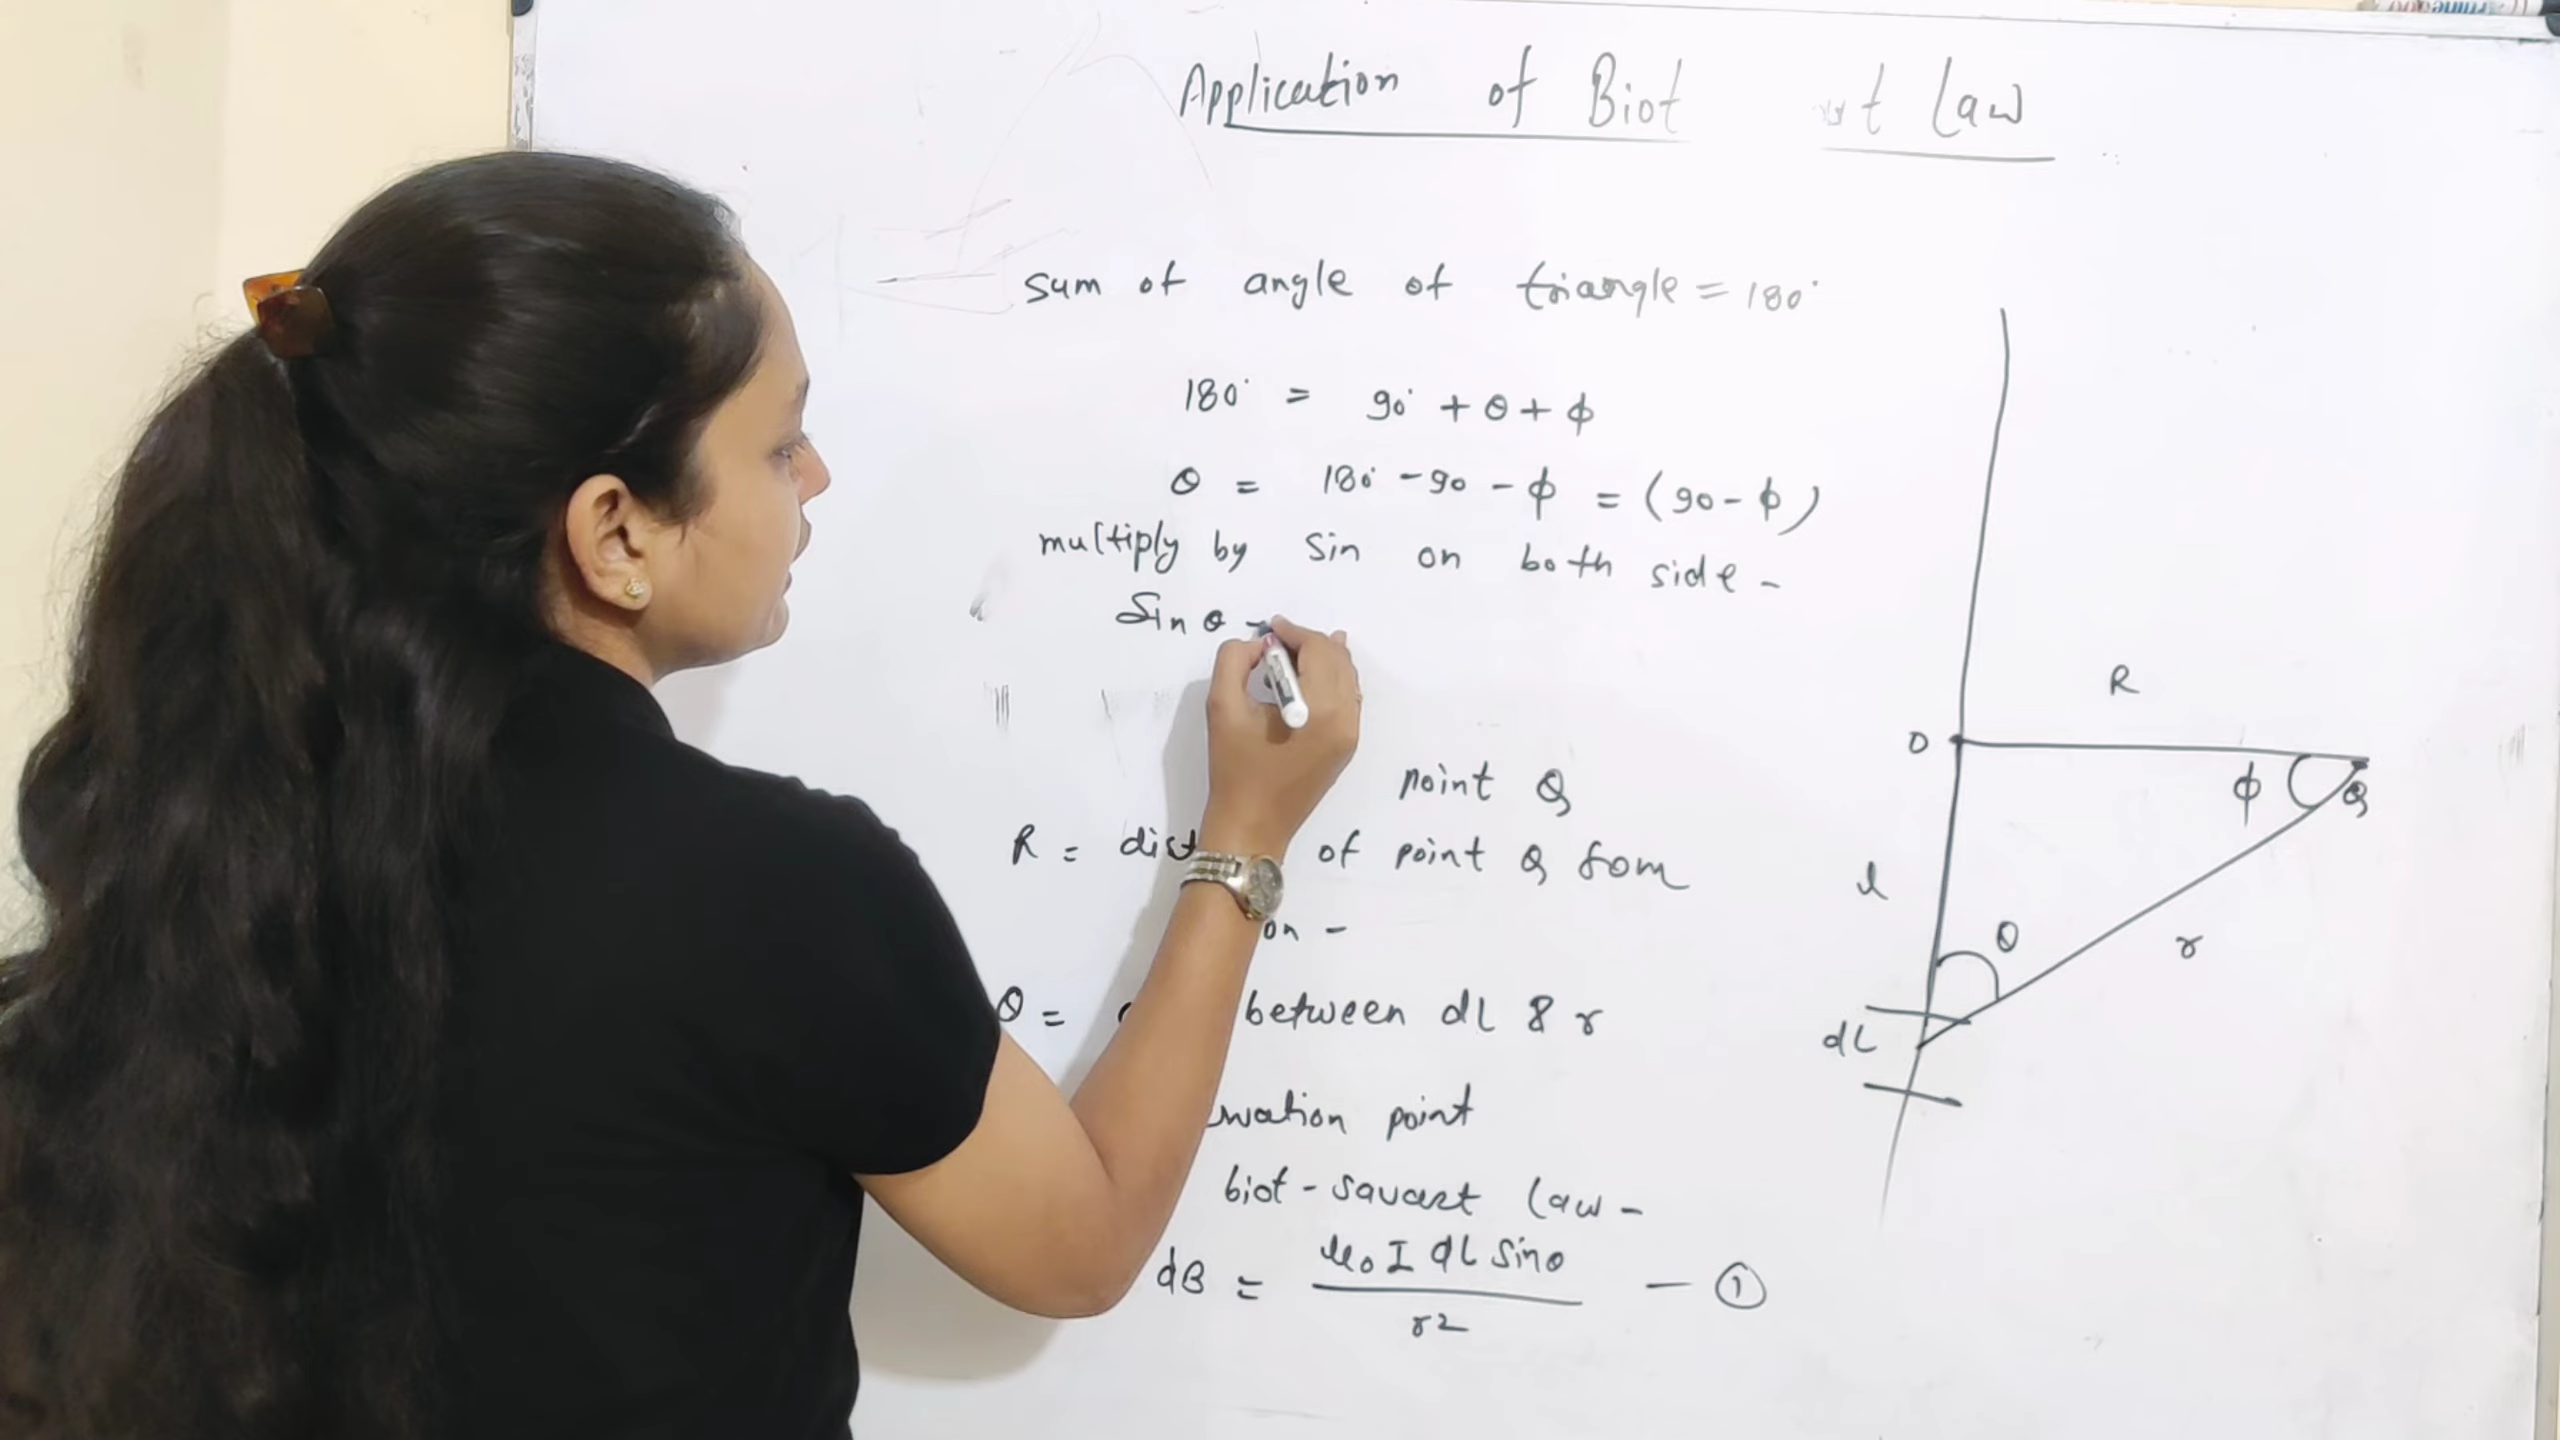 Application of Biot t Law
sum of angle of triangle = 180°
180° = 90° + θ + ϕ
θ = 180° - 90 - ϕ = (90 - ϕ)
multiply by sin on both side -
Sin θ -
point Q
R = dist of point Q fom
on -
θ = between dl & r
point
biot - savart law -
dB = μ₀ I dl sinθ / r2 — ①
R
O
ϕ
Q
l
θ
r
dl